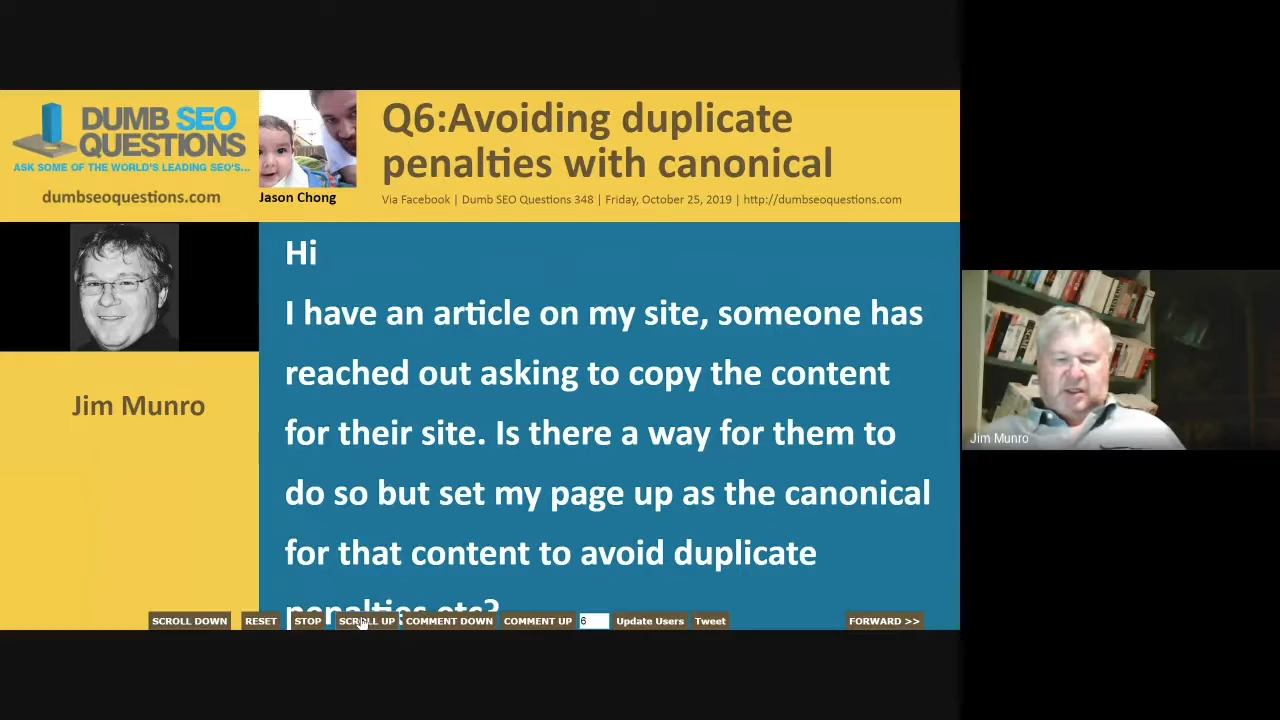 DUMB SEO
QUESTIONS
ASK SOME OF THE WORLD'S LEADING SEO'S...
dumbseoquestions.com
Jason Chong
Q6:Avoiding duplicate
penalties with canonical
Via Facebook | Dumb SEO Questions 348 | Friday, October 25, 2019 | http://dumbseoquestions.com
Jim Munro
Hi
I have an article on my site, someone has
reached out asking to copy the content
for their site. Is there a way for them to
do so but set my page up as the canonical
for that content to avoid duplicate
penalties etc?
SCROLL DOWN RESET STOP SCROLL UP COMMENT DOWN COMMENT UP 6 Update Users Tweet FORWARD >>
Jim Munro